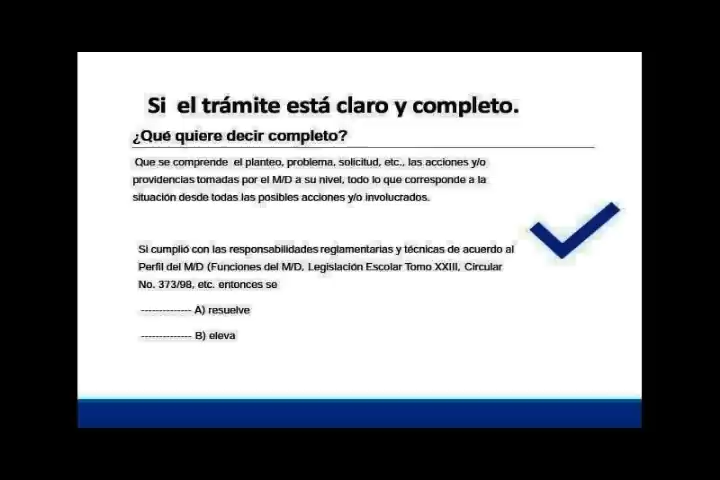 Si el trámite está claro y completo.
¿Qué quiere decir completo?
Que se comprende el planteo, problema, solicitud, etc., las acciones y/o
providencias tomadas por el M/D a su nivel, todo lo que corresponde a la
situación desde todas las posibles acciones y/o involucrados.
Si cumplió con las responsabilidades reglamentarias y técnicas de acuerdo al
Perfil del M/D (Funciones del M/D, Legislación Escolar Tomo XXIII, Circular
No. 373/98, etc. entonces se
-------------- A) resuelve
-------------- B) eleva